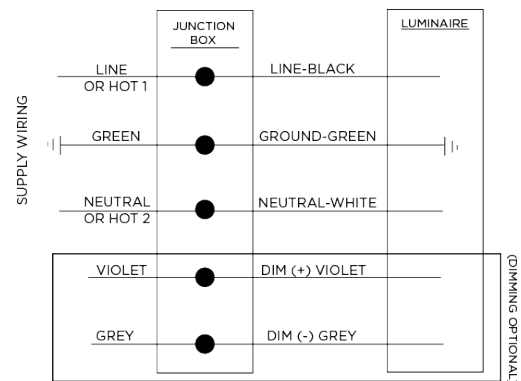 JUNCTION
BOX
LUMINAIRE
SUPPLY WIRING
LINE
OR HOT 1
LINE-BLACK
GREEN
GROUND-GREEN
NEUTRAL
OR HOT 2
NEUTRAL-WHITE
VIOLET
DIM (+) VIOLET
GREY
DIM (-) GREY
(DIMMING OPTIONAL)